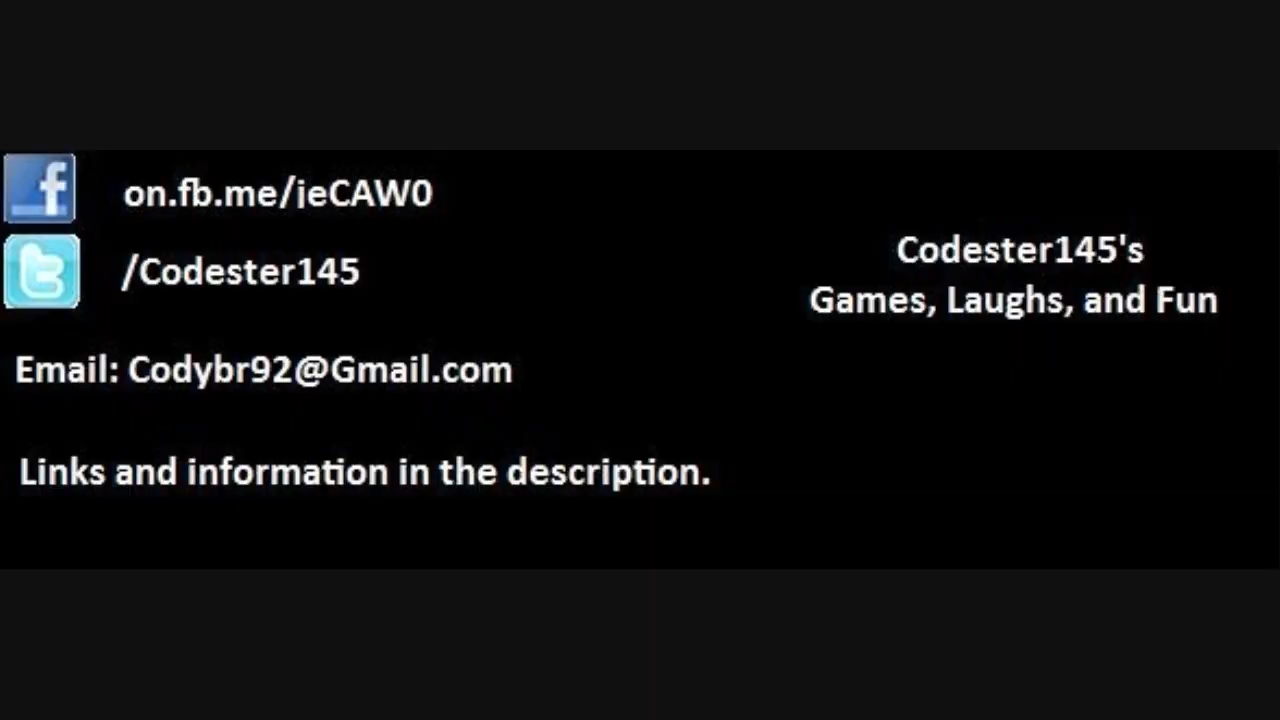 on.fb.me/ieCAW0
/Codester145
Codester145's
Games, Laughs, and Fun
Email: Codybr92@Gmail.com
Links and information in the description.